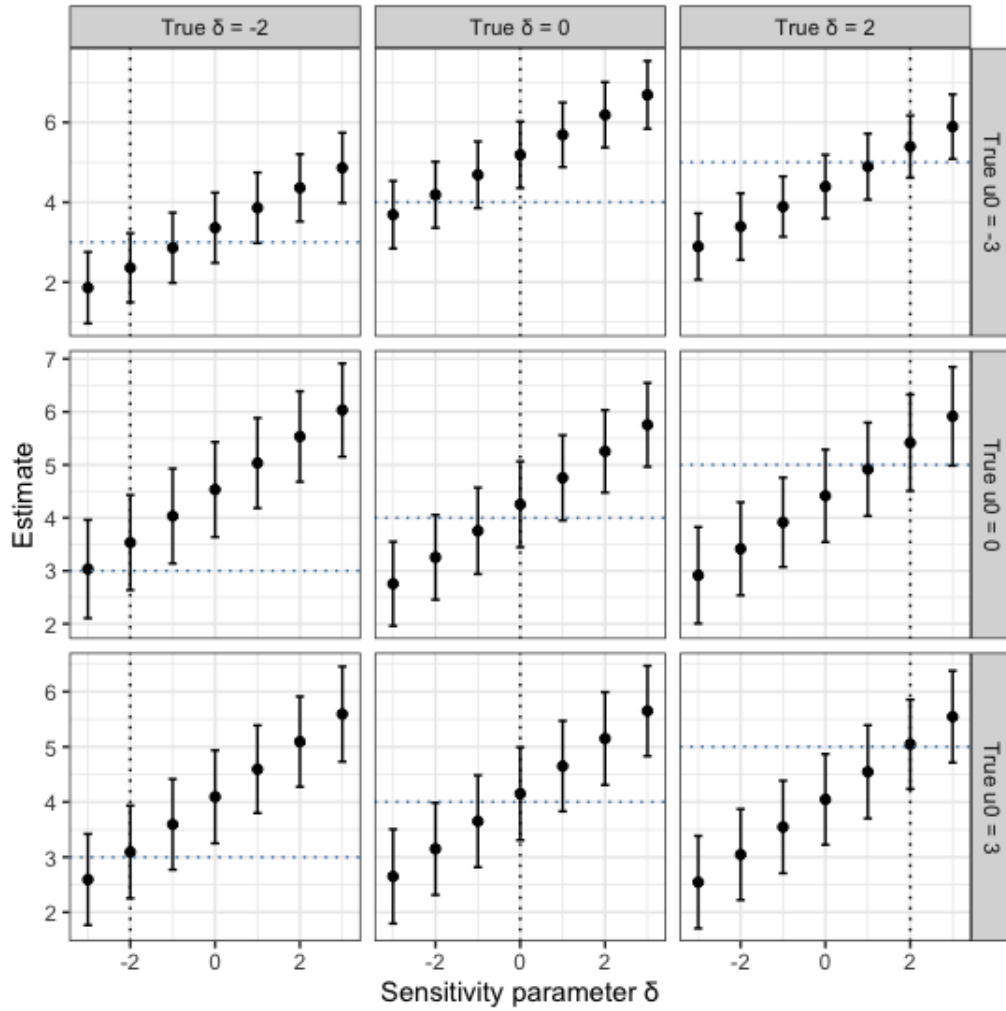 True δ = -2
True δ = 0
True δ = 2
6
4
2
True u0 = -3
7
6
5
4
3
2
True u0 = 0
6
5
4
3
2
True u0 = 3
Estimate
-2 0 2
-2 0 2
-2 0 2
Sensitivity parameter δ